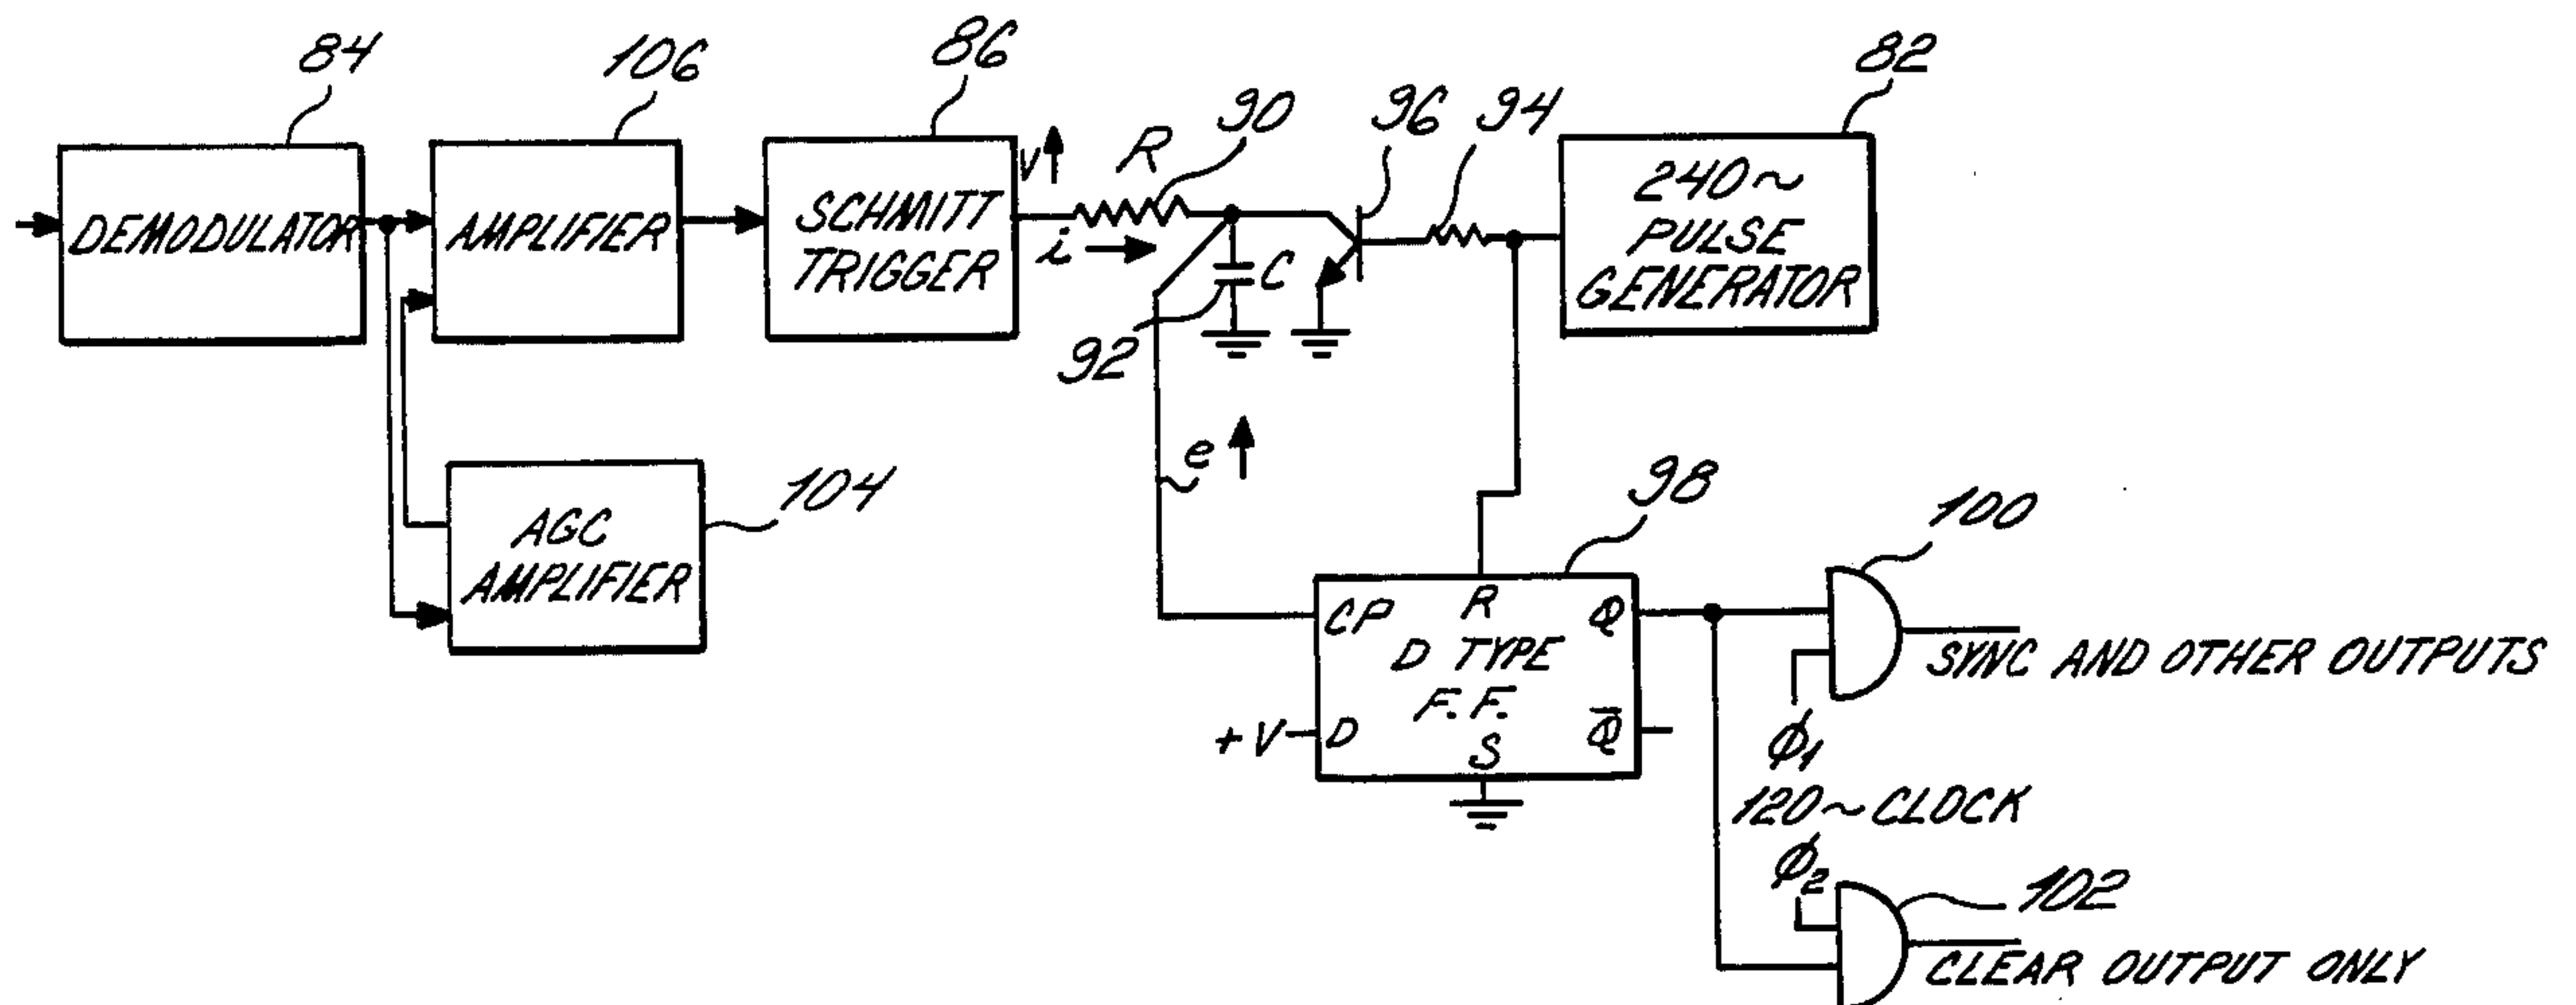 84
106
86
90
96
94
82
V
R
DEMODULATOR
AMPLIFIER
SCHMITT
TRIGGER
i
C
92
240~
PULSE
GENERATOR
e
AGC
AMPLIFIER
104
98
100
CP
R
Q
D TYPE
F.F.
+V
D
S
Q̅
SYNC AND OTHER OUTPUTS
ϕ1
120~CLOCK
ϕ2
102
CLEAR OUTPUT ONLY